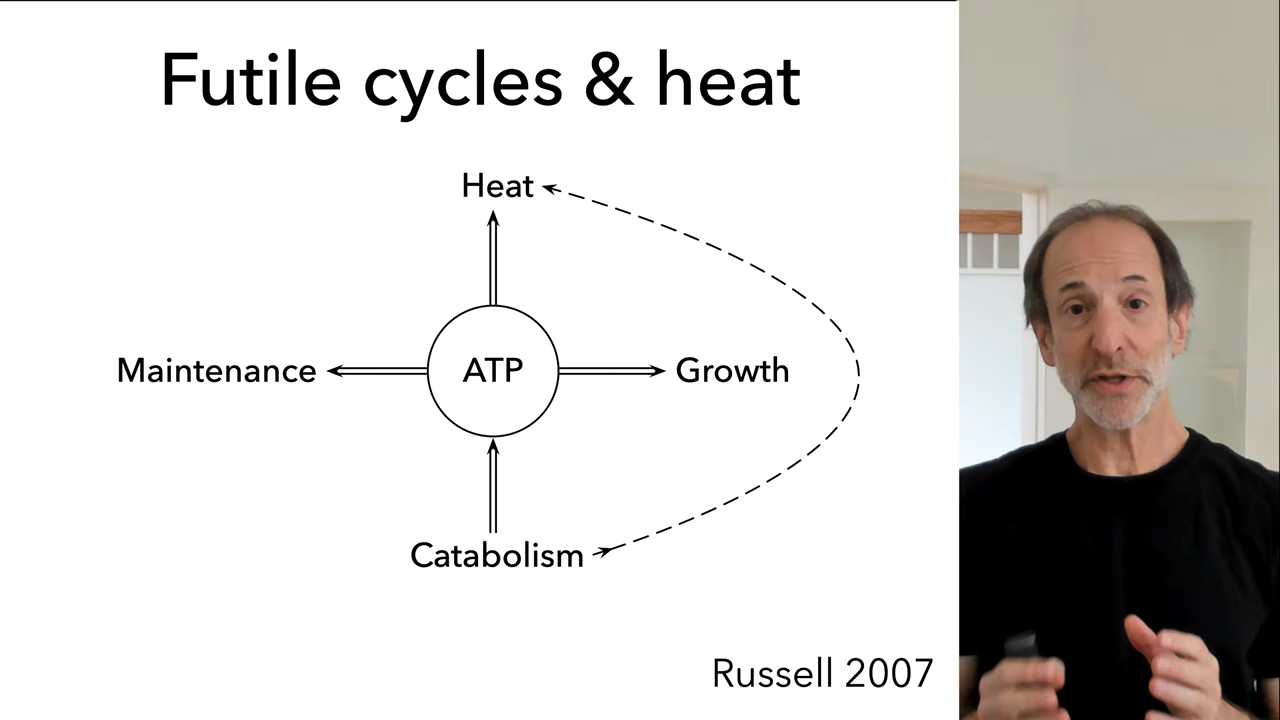 Futile cycles & heat
Heat
Maintenance
ATP
Growth
Catabolism
Russell 2007